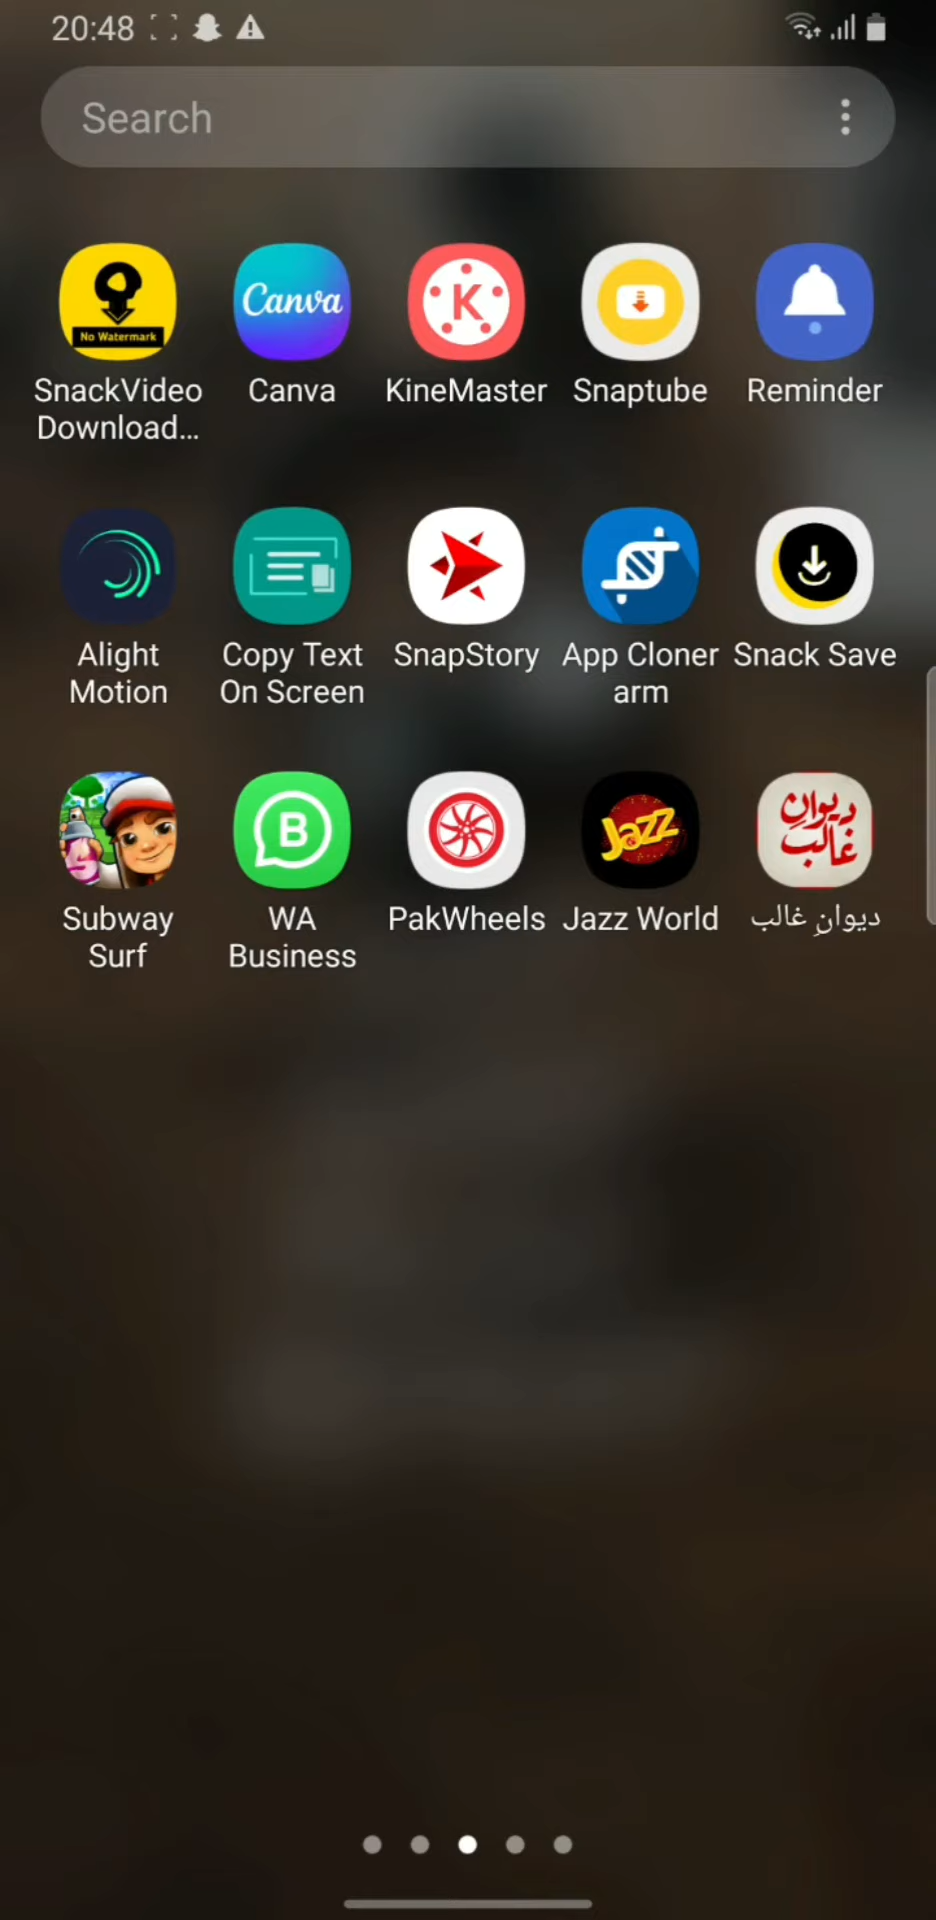 20:48
Search
No Watermark
Canva
K
SnackVideo
Download...
Canva
KineMaster
Snaptube
Reminder
Alight
Motion
Copy Text
On Screen
SnapStory
App Cloner
arm
Snack Save
B
Jazz
دیوانِ
غالب
Subway
Surf
WA
Business
PakWheels
Jazz World
دیوانِ غالب